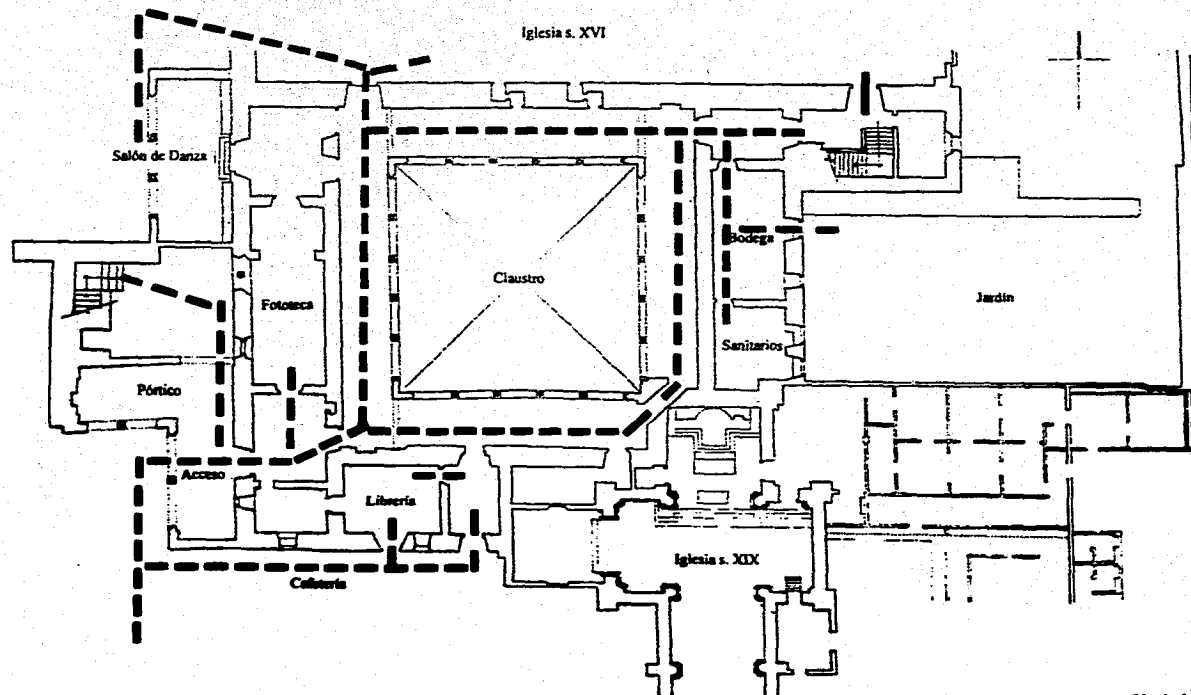 Iglesia s. XVI
Salón de Danza
Bodega
Claustro
Jardín
Fototeca
Sanitarios
Pórtico
Acceso
Librería
Iglesia s. XIX
Cafetería